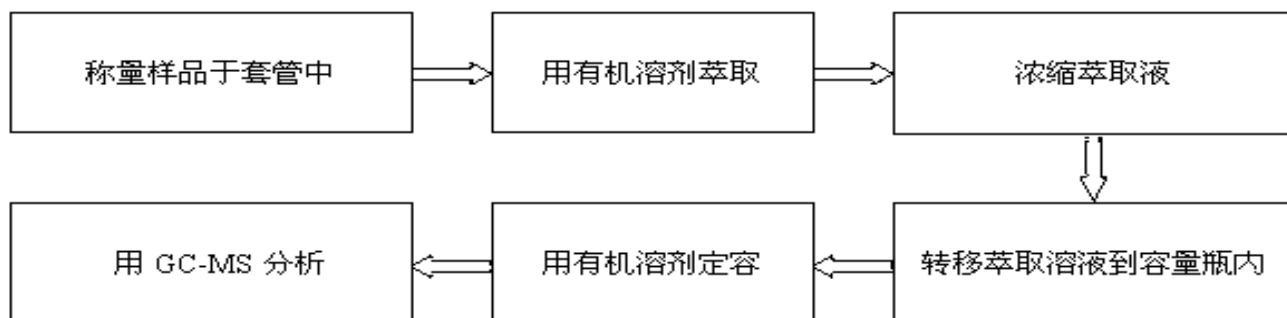 称量样品于套管中
用有机溶剂萃取
浓缩萃取液
转移萃取溶液到容量瓶内
用有机溶剂定容
用 GC-MS 分析